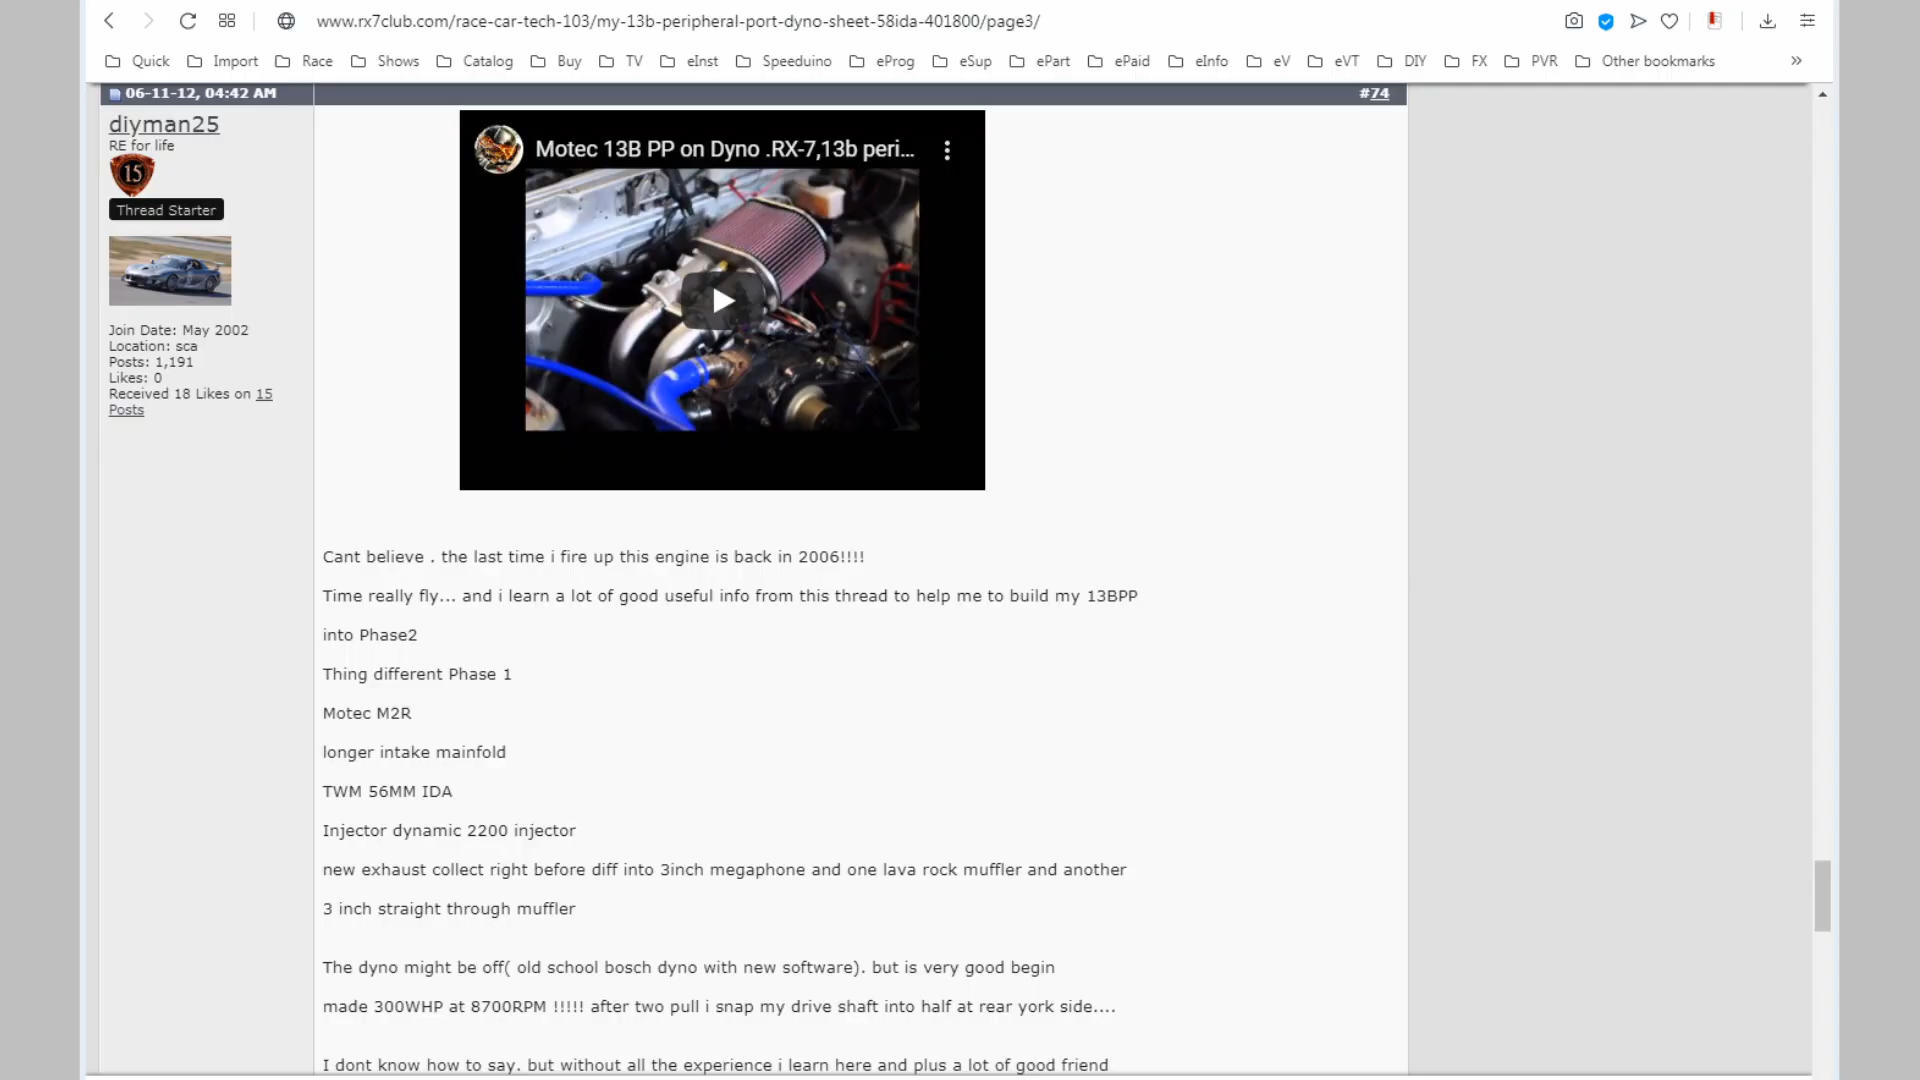 www.rx7club.com/race-car-tech-103/my-13b-peripheral-port-dyno-sheet-58ida-401800/page3/
Quick Import Race Shows Catalog Buy TV eInst Speeduino eProg eSup ePart ePaid eInfo eV eVT DIY FX PVR Other bookmarks »
06-11-12, 04:42 AM #74
diyman25
RE for life
15
Thread Starter
Join Date: May 2002
Location: sca
Posts: 1,191
Likes: 0
Received 18 Likes on 15
Posts
Motec 13B PP on Dyno .RX-7,13b peri...
Cant believe . the last time i fire up this engine is back in 2006!!!!
Time really fly... and i learn a lot of good useful info from this thread to help me to build my 13BPP
into Phase2
Thing different Phase 1
Motec M2R
longer intake mainfold
TWM 56MM IDA
Injector dynamic 2200 injector
new exhaust collect right before diff into 3inch megaphone and one lava rock muffler and another
3 inch straight through muffler
The dyno might be off( old school bosch dyno with new software). but is very good begin
made 300WHP at 8700RPM !!!!! after two pull i snap my drive shaft into half at rear york side....
I dont know how to say. but without all the experience i learn here and plus a lot of good friend